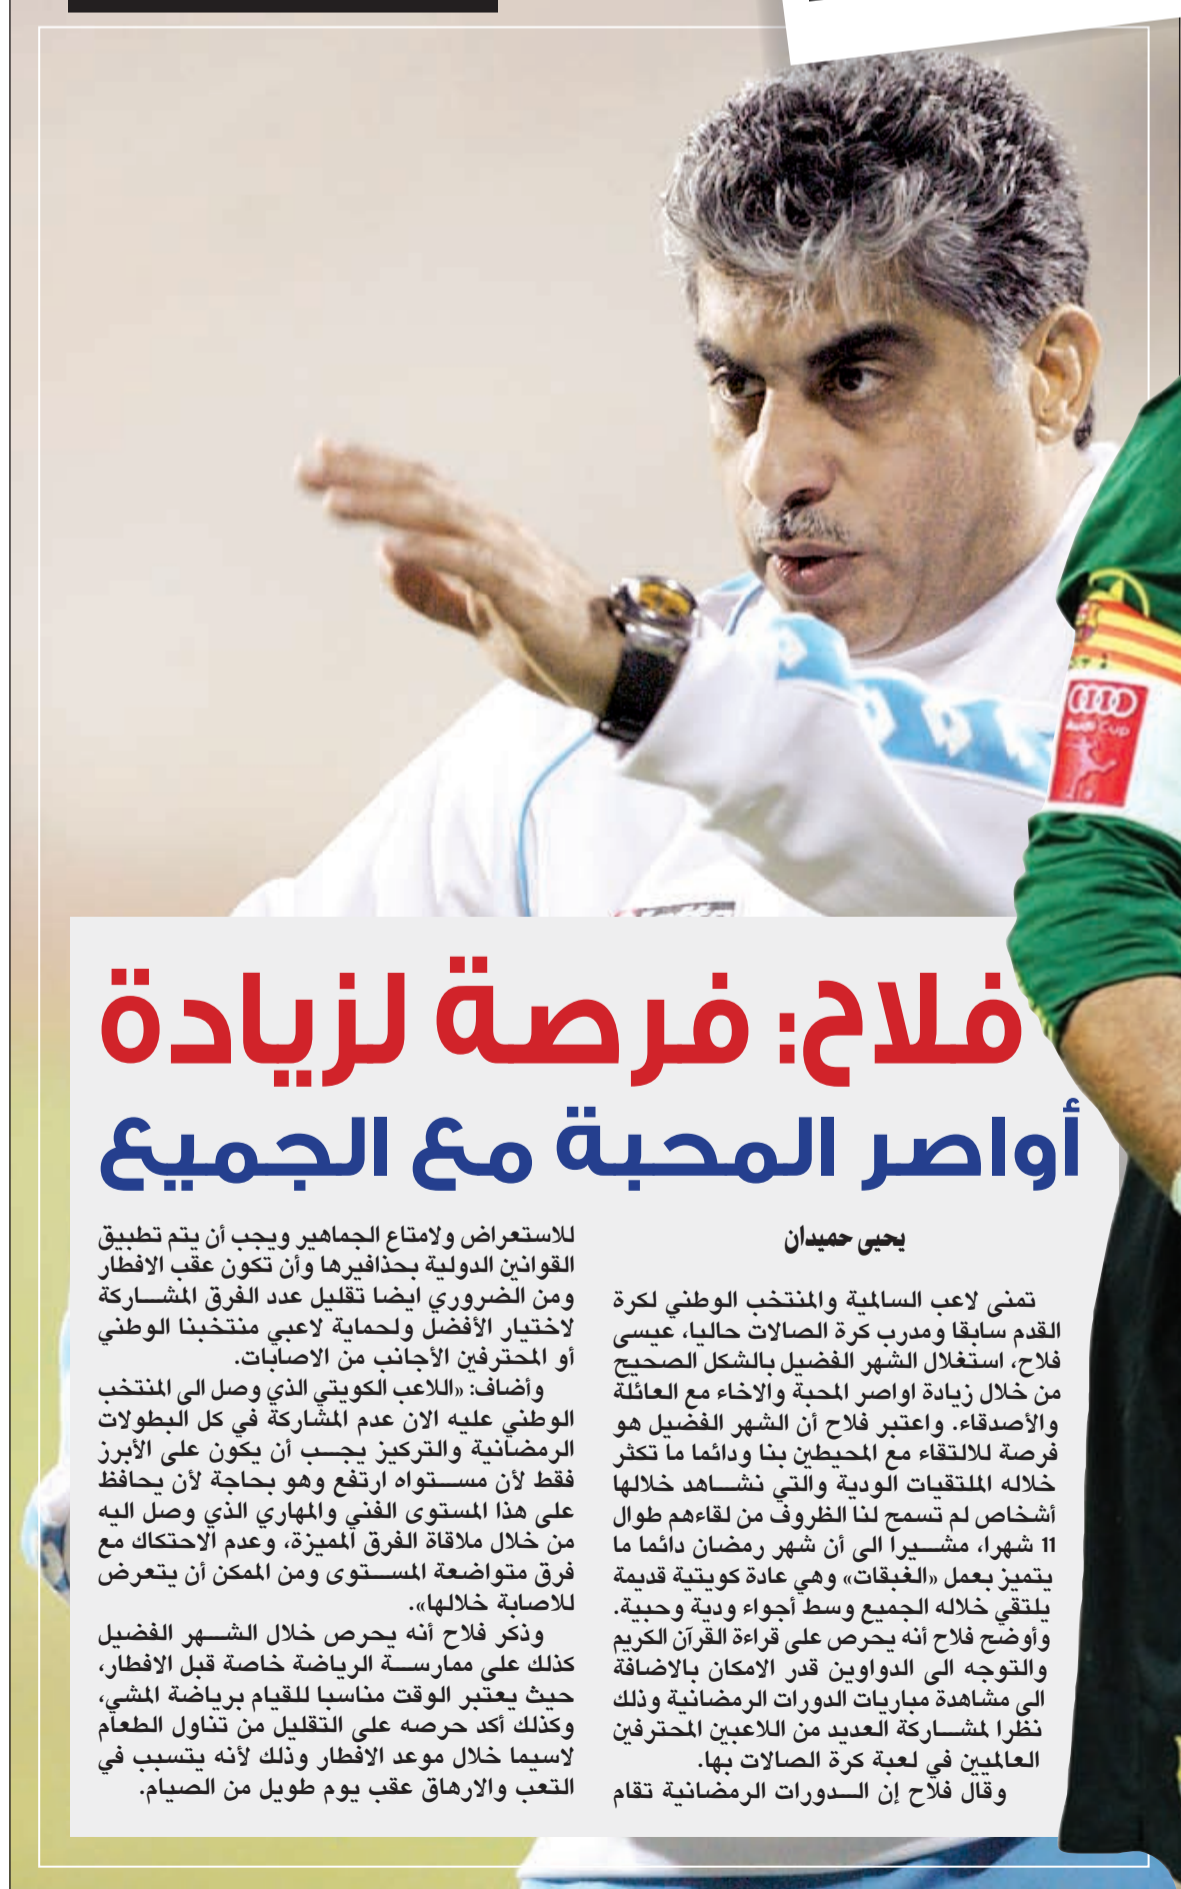 فلاح: فرصة لزيادة
أواصر المحبة مع الجميع
يحيى حميدان
تمنى لاعب السالمية والمنتخب الوطني لكرة
القدم سابقا ومدرب كرة الصالات حاليا، عيسى
فلاح، استغلال الشهر الفضيل بالشكل الصحيح
من خلال زيادة اواصر المحبة والاخاء مع العائلة
والأصدقاء. واعتبر فلاح أن الشهر الفضيل هو
فرصة للالتقاء مع المحيطين بنا ودائما ما تكثر
خلاله الملتقيات الودية والتي نشـــاهد خلالها
أشخاص لم تسمح لنا الظروف من لقاءهم طوال
11 شهرا، مشـــيرا الى أن شهر رمضان دائما ما
يتميز بعمل «الغبقات» وهي عادة كويتية قديمة
يلتقي خلاله الجميع وسط أجواء ودية وحبية.
وأوضح فلاح أنه يحرص على قراءة القرآن الكريم
والتوجه الى الدواوين قدر الامكان بالاضافة
الى مشاهدة مباريات الدورات الرمضانية وذلك
نظرا لمشـــاركة العديد من اللاعبين المحترفين
العالميين في لعبة كرة الصالات بها.
وقال فلاح إن الـــدورات الرمضانية تقام
للاستعراض ولامتاع الجماهير ويجب أن يتم تطبيق
القوانين الدولية بحذافيرها وأن تكون عقب الافطار
ومن الضروري ايضا تقليل عدد الفرق المشـــاركة
لاختيار الأفضل ولحماية لاعبي منتخبنا الوطني
أو المحترفين الأجانب من الاصابات.
وأضاف: «اللاعب الكويتي الذي وصل الى المنتخب
الوطني عليه الان عدم المشاركة في كل البطولات
الرمضانية والتركيز يجـــب أن يكون على الأبرز
فقط لأن مســـتواه ارتفع وهو بحاجة لأن يحافظ
على هذا المستوى الفني والمهاري الذي وصل اليه
من خلال ملاقاة الفرق المميزة، وعدم الاحتكاك مع
فرق متواضعة المســـتوى ومن الممكن أن يتعرض
للاصابة خلالها».
وذكر فلاح أنه يحرص خلال الشـــهر الفضيل
كذلك على ممارســـة الرياضة خاصة قبل الافطار،
حيث يعتبر الوقت مناسبا للقيام برياضة المشي،
وكذلك أكد حرصه على التقليل من تناول الطعام
لاسيما خلال موعد الافطار وذلك لأنه يتسبب في
التعب والارهاق عقب يوم طويل من الصيام.
Audi Cup